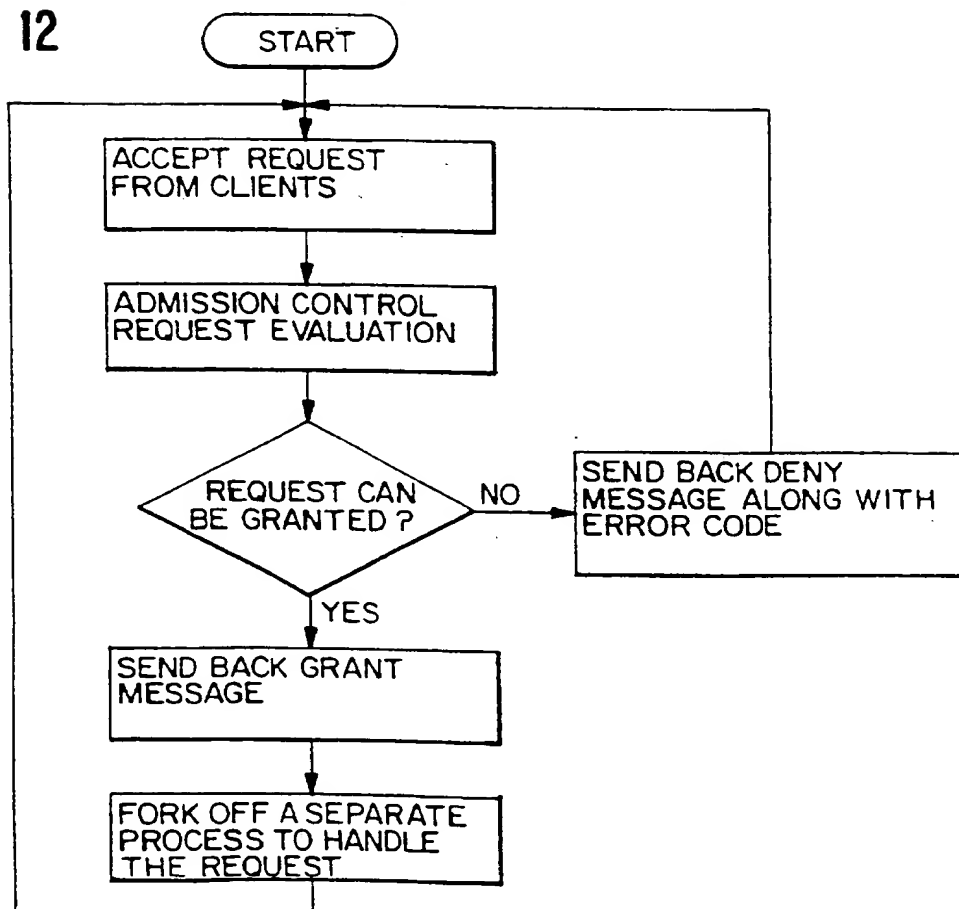 12
START
ACCEPT REQUEST
FROM CLIENTS
ADMISSION CONTROL
REQUEST EVALUATION
REQUEST CAN
BE GRANTED?
NO
SEND BACK DENY
MESSAGE ALONG WITH
ERROR CODE
YES
SEND BACK GRANT
MESSAGE
FORK OFF A SEPARATE
PROCESS TO HANDLE
THE REQUEST